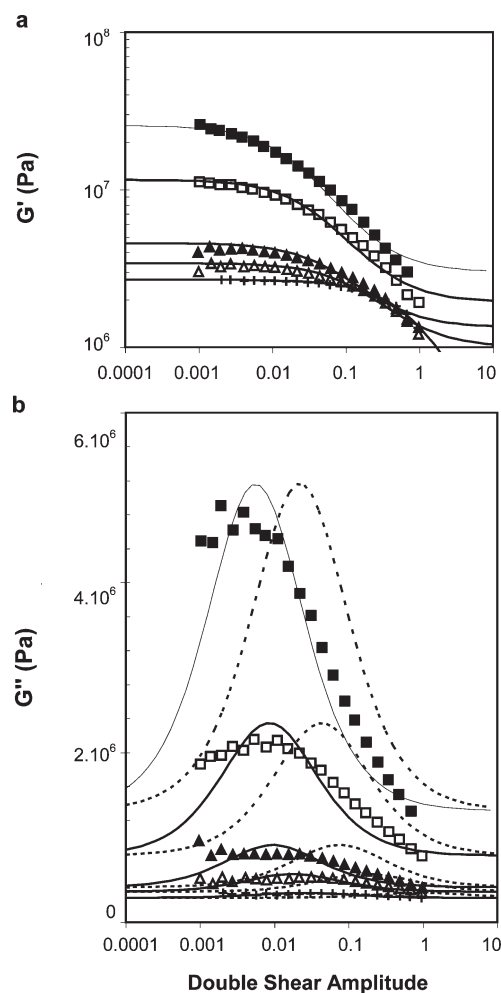 a
10⁸
10⁷
10⁶
G' (Pa)
0.0001 0.001 0.01 0.1 1 10
b
6.10⁶
4.10⁶
2.10⁶
0
G" (Pa)
0.0001 0.001 0.01 0.1 1 10
Double Shear Amplitude